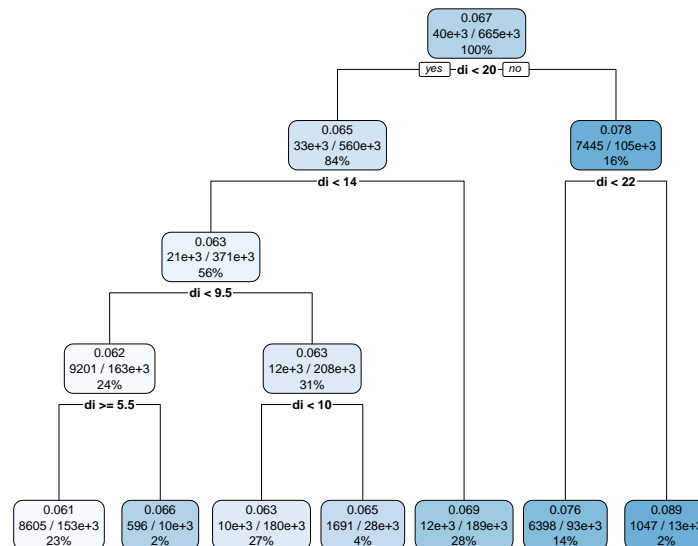 0.067
40e+3 / 665e+3
100%
yes di < 20 no
0.065
33e+3 / 560e+3
84%
0.078
7445 / 105e+3
16%
di < 14
di < 22
0.063
21e+3 / 371e+3
56%
di < 9.5
0.062
9201 / 163e+3
24%
0.063
12e+3 / 208e+3
31%
di >= 5.5
di < 10
0.061
8605 / 153e+3
23%
0.066
596 / 10e+3
2%
0.063
10e+3 / 180e+3
27%
0.065
1691 / 28e+3
4%
0.069
12e+3 / 189e+3
28%
0.076
6398 / 93e+3
14%
0.089
1047 / 13e+3
2%